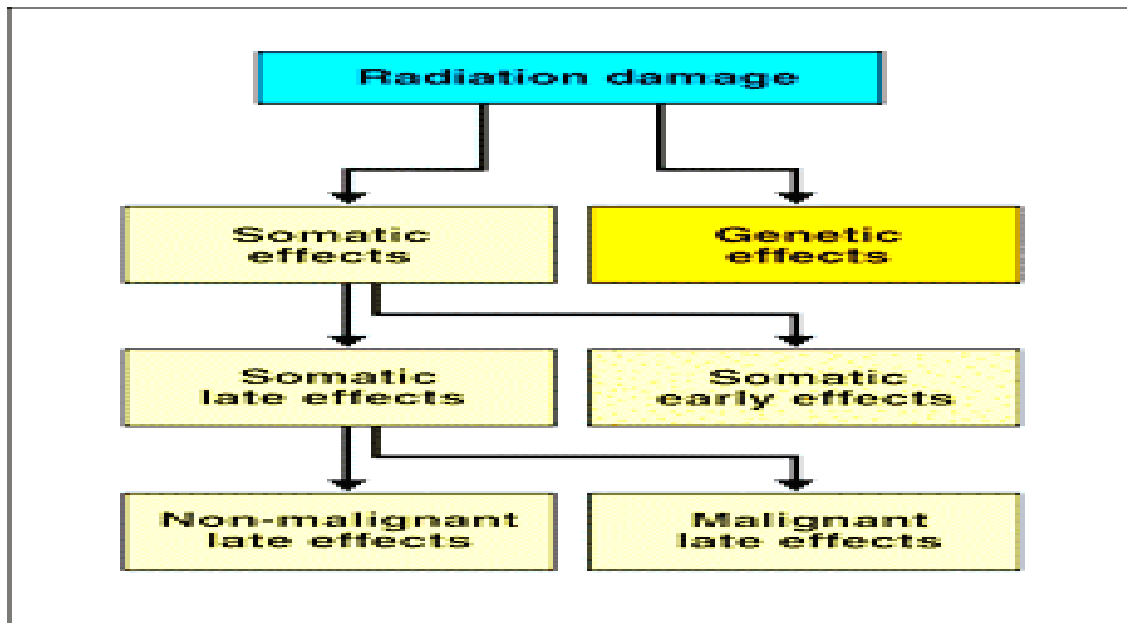 Radiation damage
Somatic
effects
Genetic
effects
Somatic
late effects
Somatic
early effects
Non-malignant
late effects
Malignant
late effects